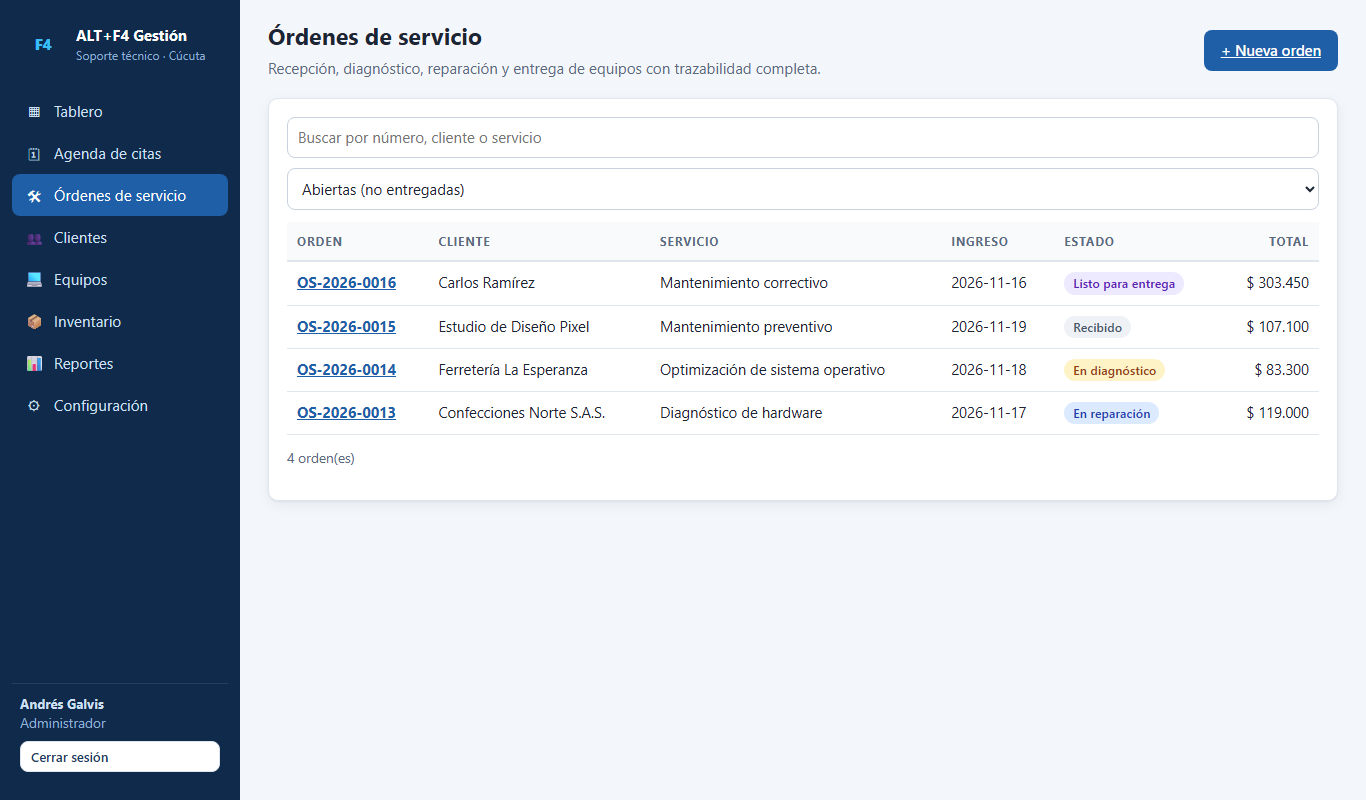 F4
ALT+F4 Gestión
Soporte técnico · Cúcuta
Tablero
Agenda de citas
Órdenes de servicio
Clientes
Equipos
Inventario
Reportes
Configuración
Andrés Galvis
Administrador
Cerrar sesión
Órdenes de servicio
Recepción, diagnóstico, reparación y entrega de equipos con trazabilidad completa.
+ Nueva orden
Buscar por número, cliente o servicio
Abiertas (no entregadas)
ORDEN CLIENTE SERVICIO INGRESO ESTADO TOTAL
OS-2026-0016 Carlos Ramírez Mantenimiento correctivo 2026-11-16 Listo para entrega $ 303.450
OS-2026-0015 Estudio de Diseño Pixel Mantenimiento preventivo 2026-11-19 Recibido $ 107.100
OS-2026-0014 Ferretería La Esperanza Optimización de sistema operativo 2026-11-18 En diagnóstico $ 83.300
OS-2026-0013 Confecciones Norte S.A.S. Diagnóstico de hardware 2026-11-17 En reparación $ 119.000
4 orden(es)